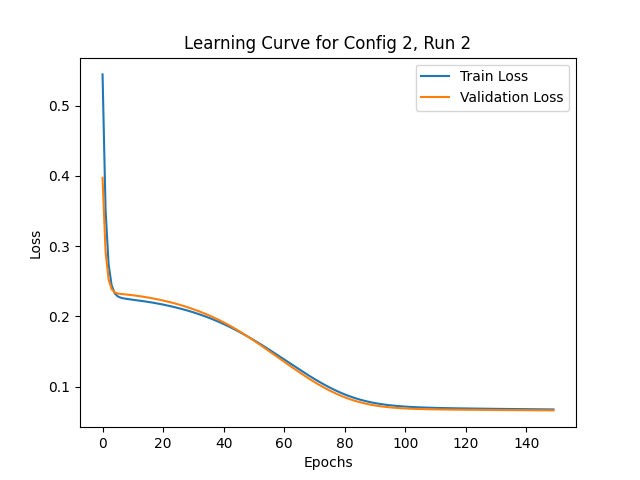 Learning Curve for Config 2, Run 2
Train Loss
Validation Loss
Loss
0.5
0.4
0.3
0.2
0.1
0 20 40 60 80 100 120 140
Epochs